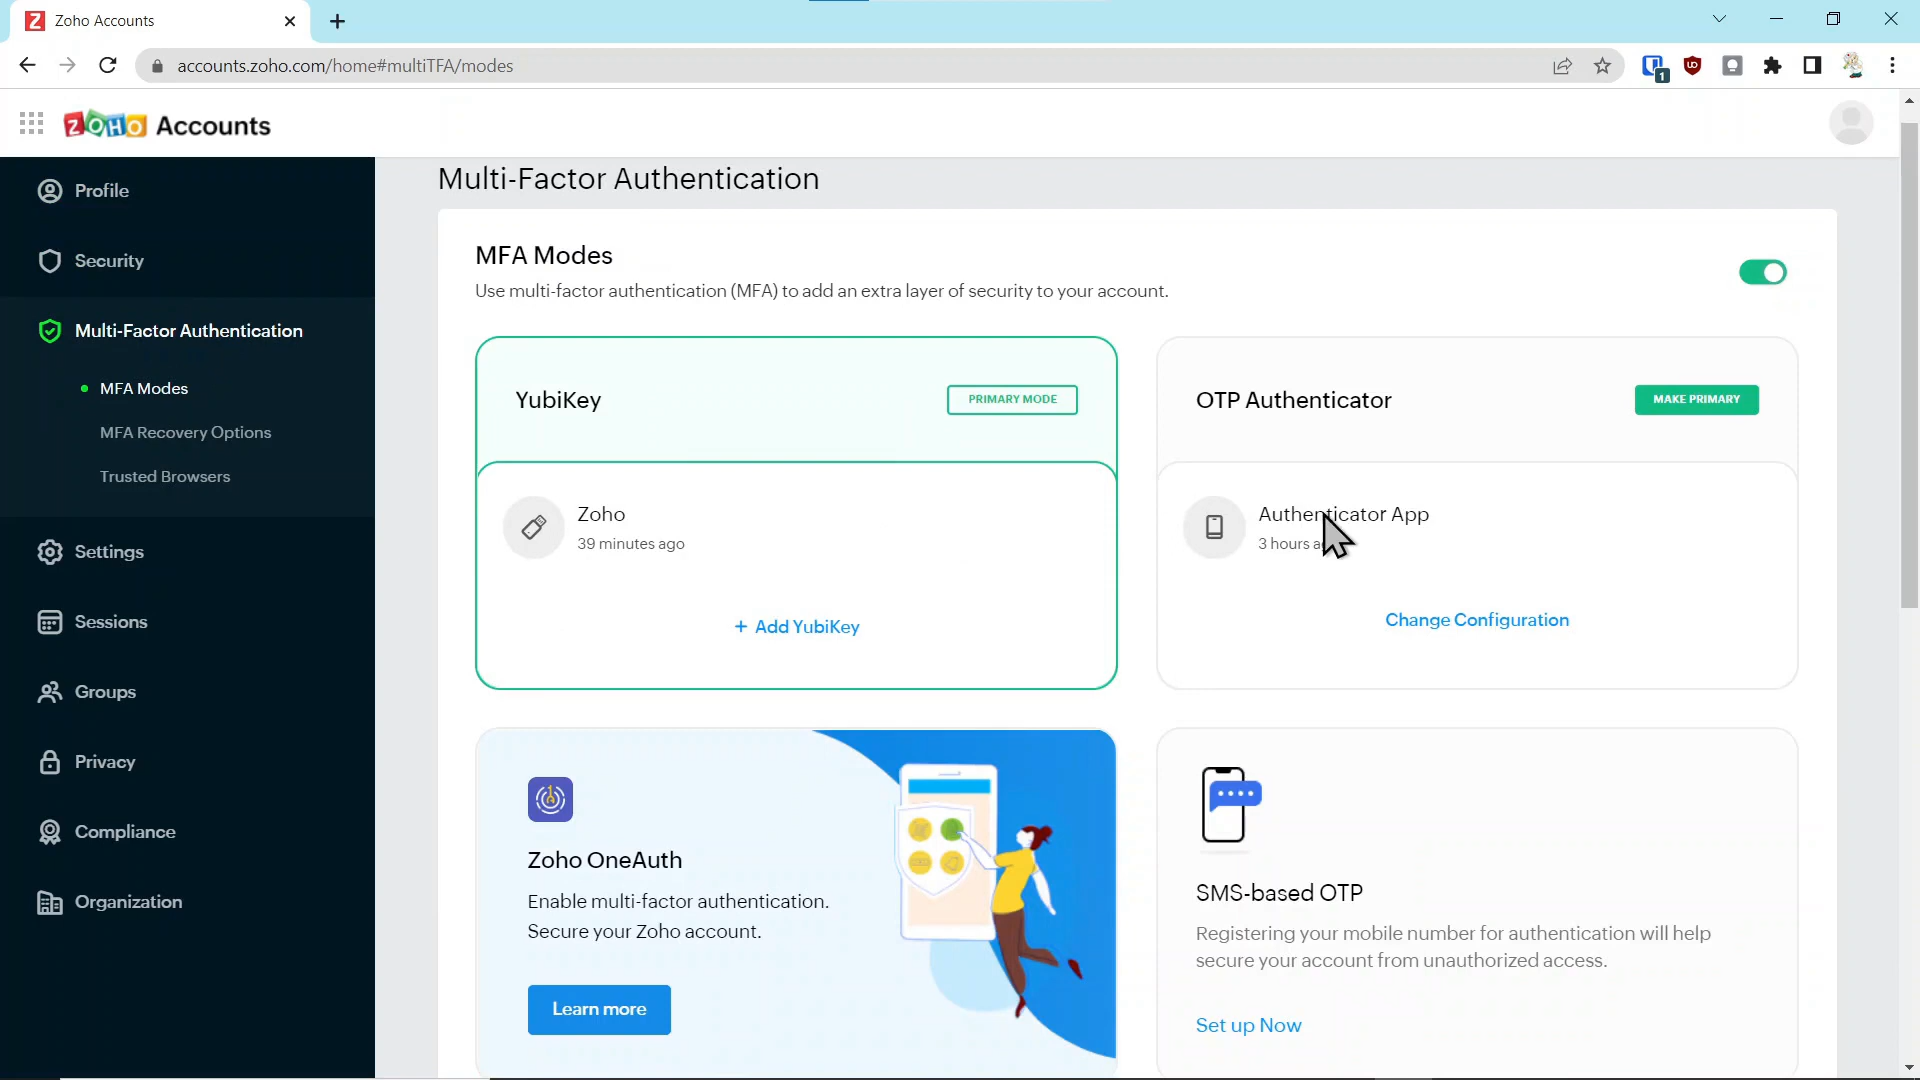 Zoho Accounts
accounts.zoho.com/home#multiTFA/modes
1
ZOHO Accounts
Profile
Security
Multi-Factor Authentication
MFA Modes
MFA Recovery Options
Trusted Browsers
Settings
Sessions
Groups
Privacy
Compliance
Organization
Multi-Factor Authentication
MFA Modes
Use multi-factor authentication (MFA) to add an extra layer of security to your account.
YubiKey
PRIMARY MODE
Zoho
39 minutes ago
+ Add YubiKey
OTP Authenticator
MAKE PRIMARY
Authenticator App
3 hours
Change Configuration
Zoho OneAuth
Enable multi-factor authentication.
Secure your Zoho account.
Learn more
SMS-based OTP
Registering your mobile number for authentication will help
secure your account from unauthorized access.
Set up Now